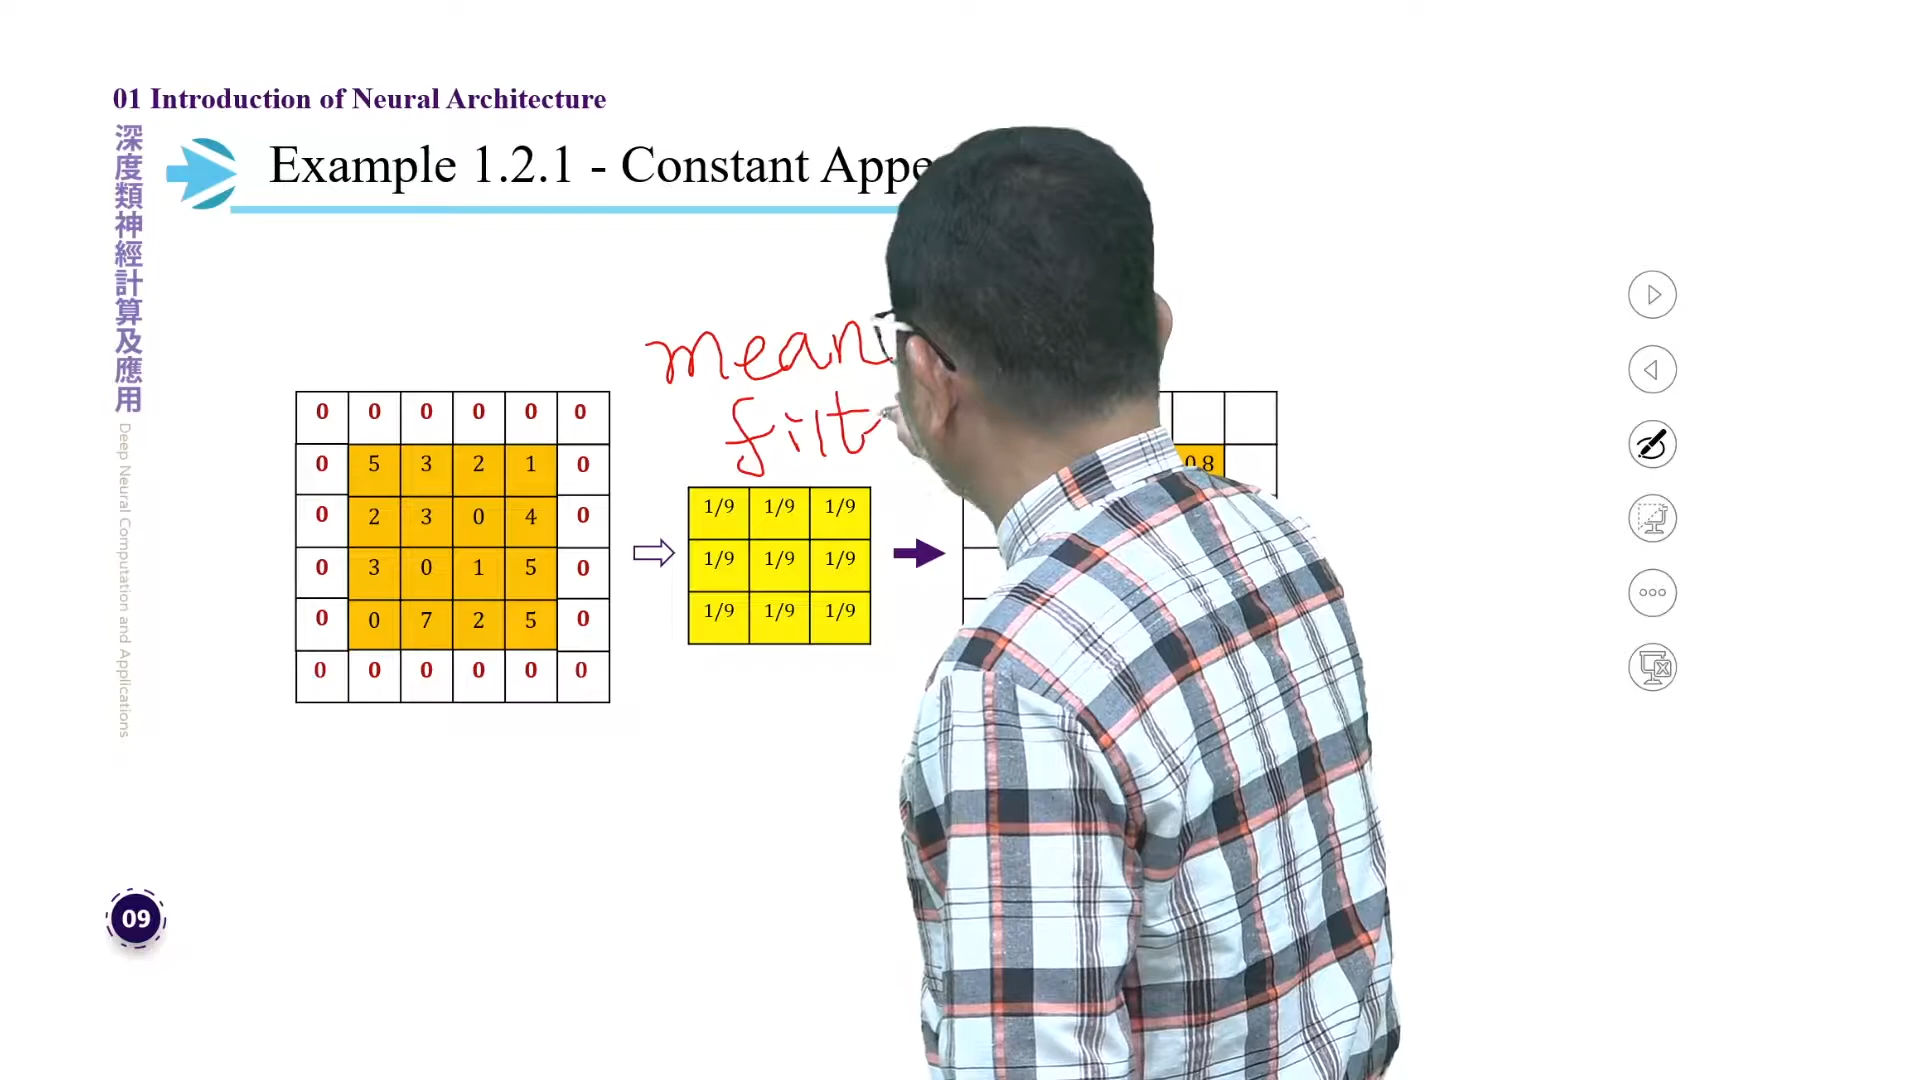 01 Introduction of Neural Architecture
深度類神經計算及應用
Deep Neural Computation and Applications
Example 1.2.1 - Constant
mean
0 0 0 0 0 0
0 5 3 2 1 0
0 2 3 0 4 0
0 3 0 1 5 0
0 0 7 2 5 0
0 0 0 0 0 0
1/9 1/9 1/9
1/9 1/9 1/9
1/9 1/9 1/9
09